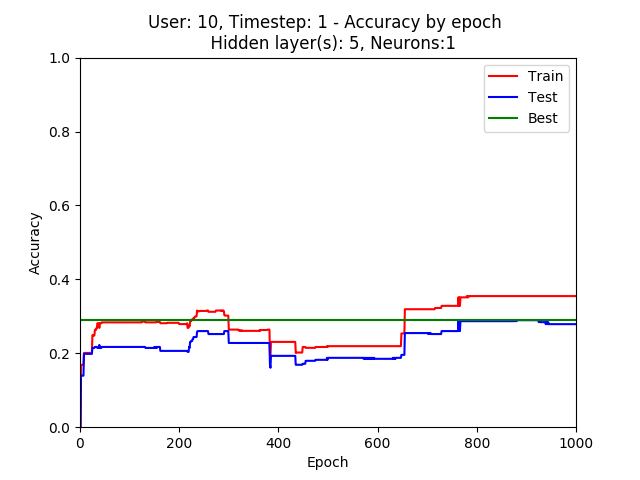 User: 10, Timestep: 1 - Accuracy by epoch
Hidden layer(s): 5, Neurons:1
Train
Test
Best
1.0
0.8
0.6
0.4
0.2
0.0
Accuracy
0
200
400
600
800
1000
Epoch